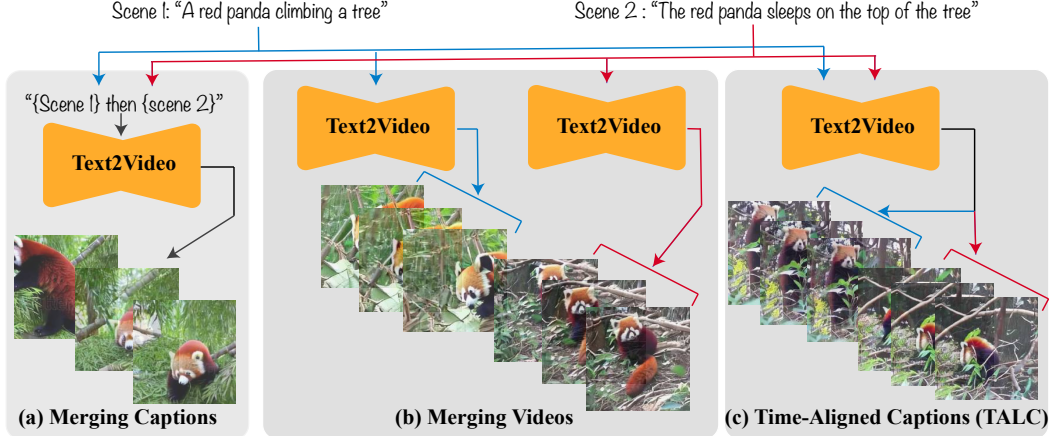 Scene 1: “A red panda climbing a tree”
Scene 2 : “The red panda sleeps on the top of the tree”
“{Scene 1} then {scene 2}”
Text2Video
Text2Video
Text2Video
Text2Video
(a) Merging Captions
(b) Merging Videos
(c) Time-Aligned Captions (TALC)